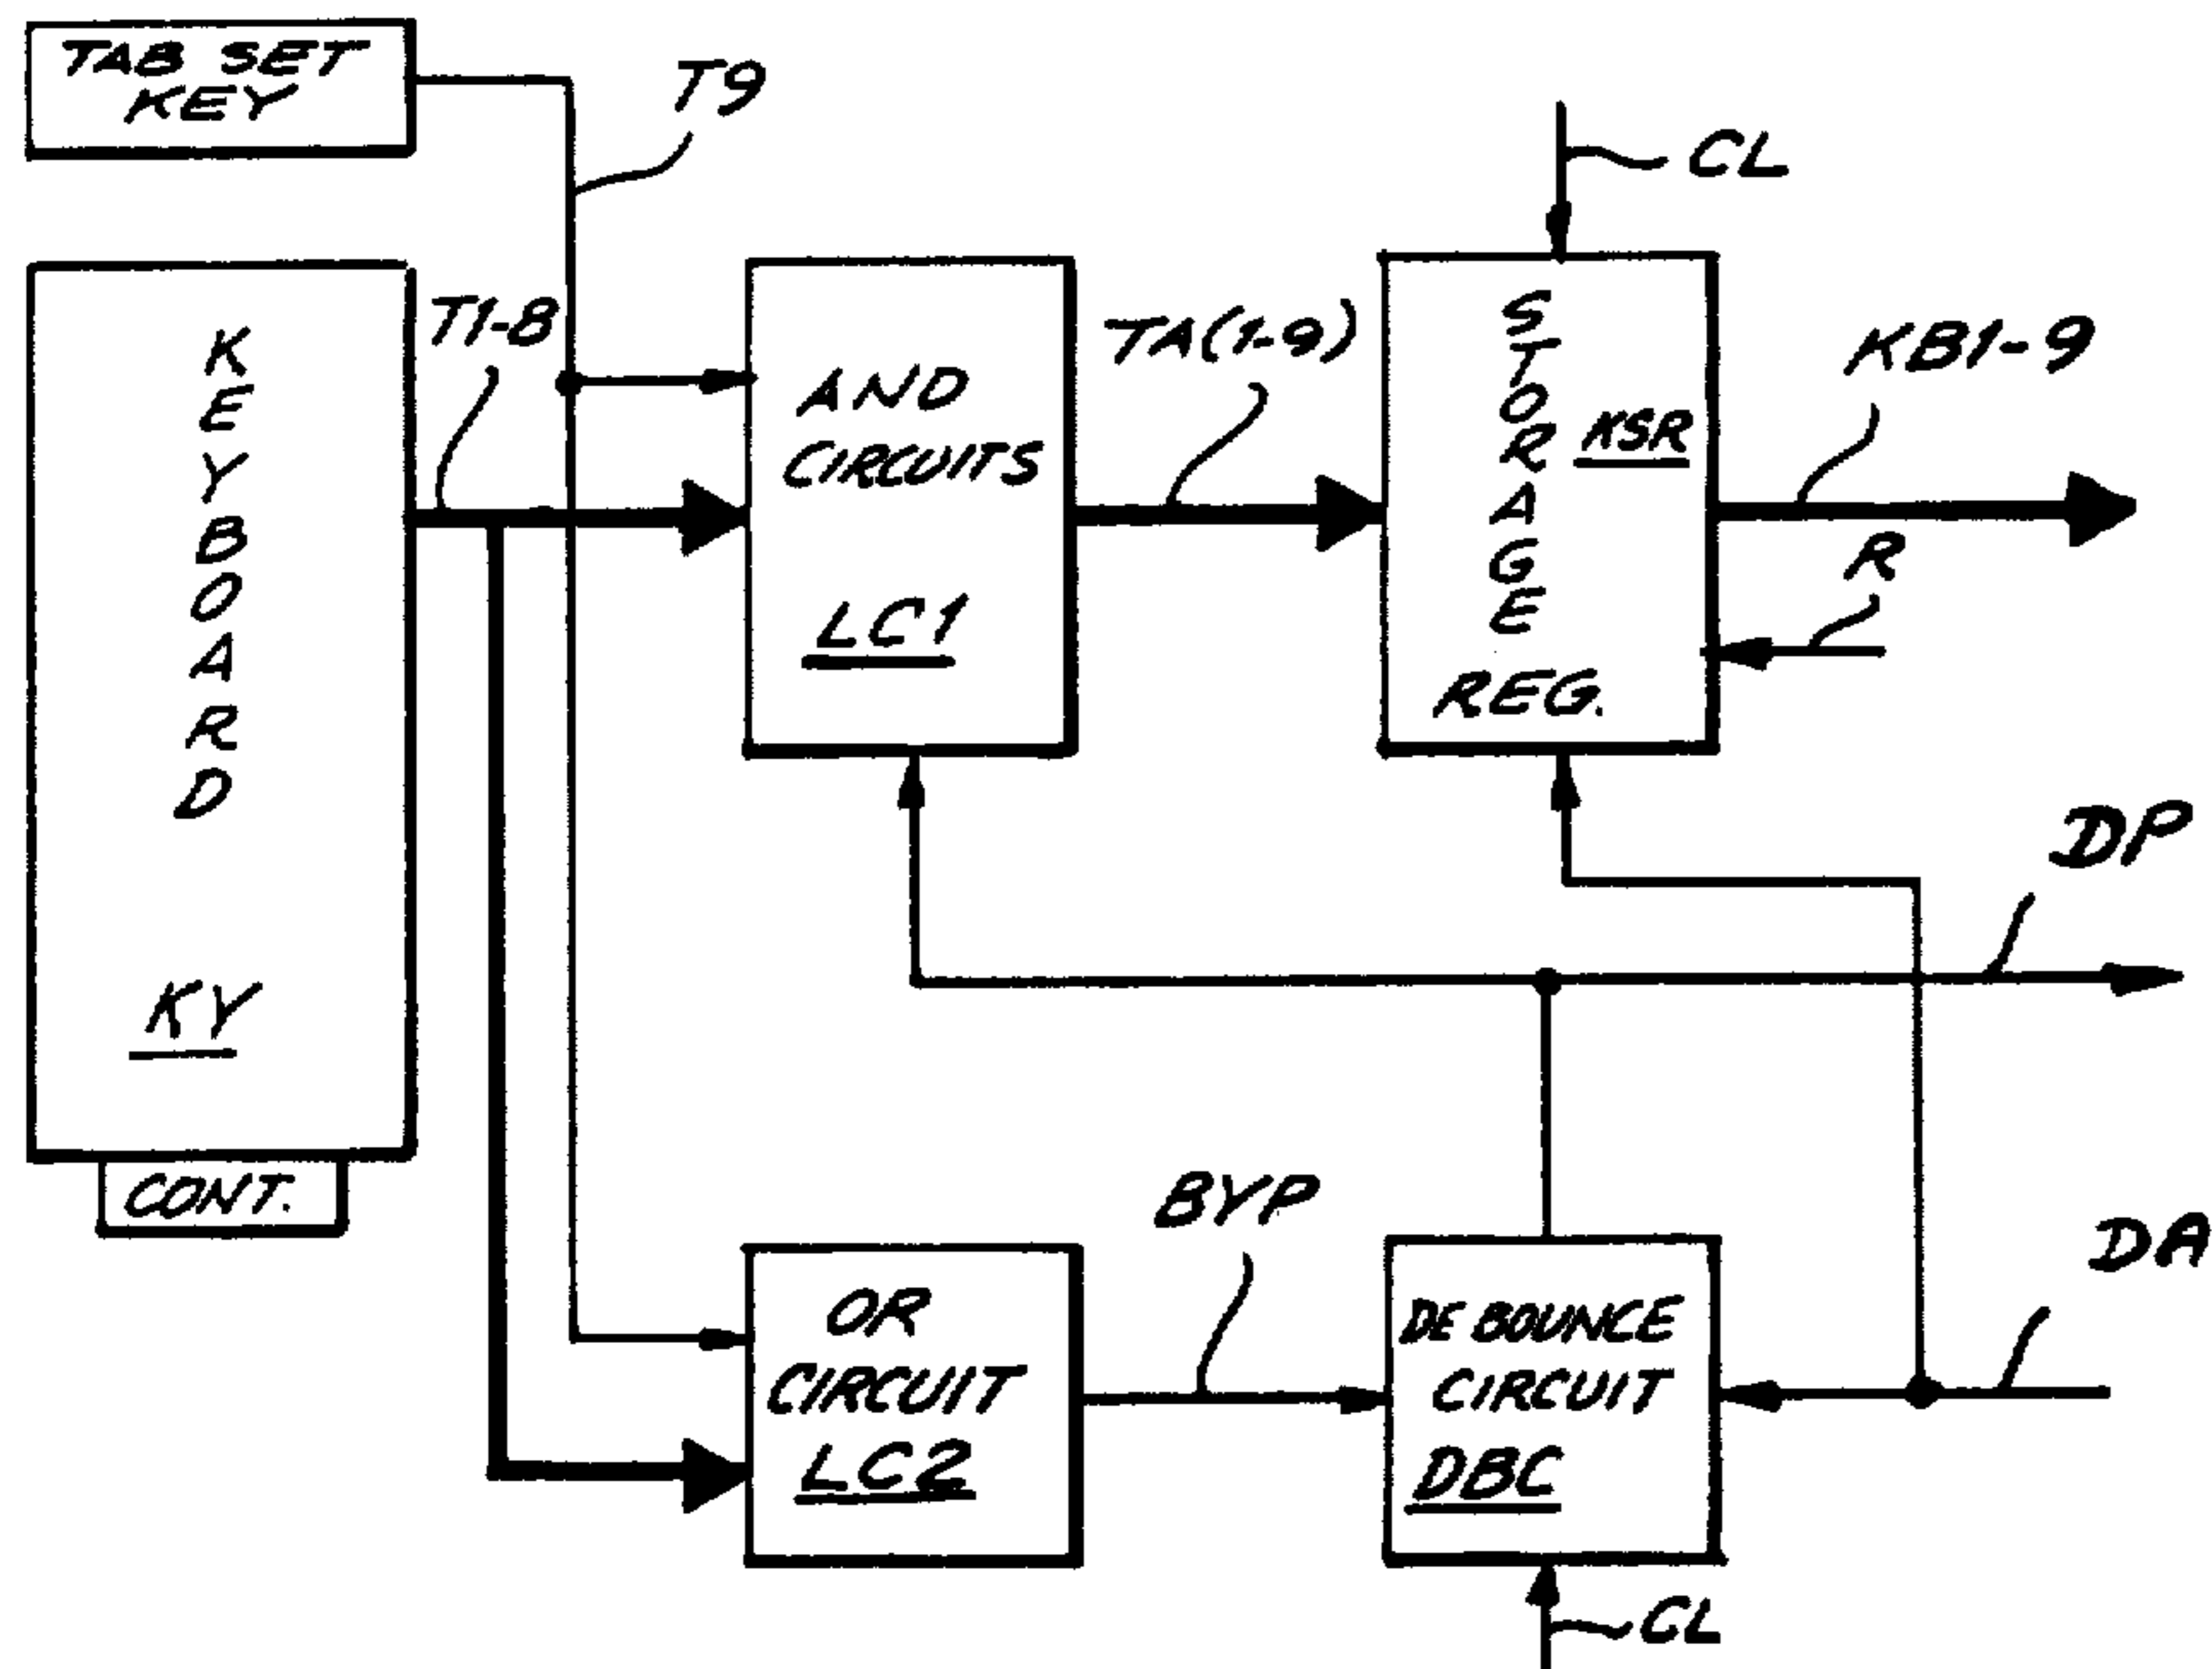 TAB SET
KEY
T9
CL
KEYBOARD
KY
CONT.
T1-8
AND
CIRCUITS
LC1
TA(1-9)
STORAGE
KSR
REG.
KB1-9
R
DP
OR
CIRCUIT
LC2
BYP
DE BOUNCE
CIRCUIT
DBC
DA
CL